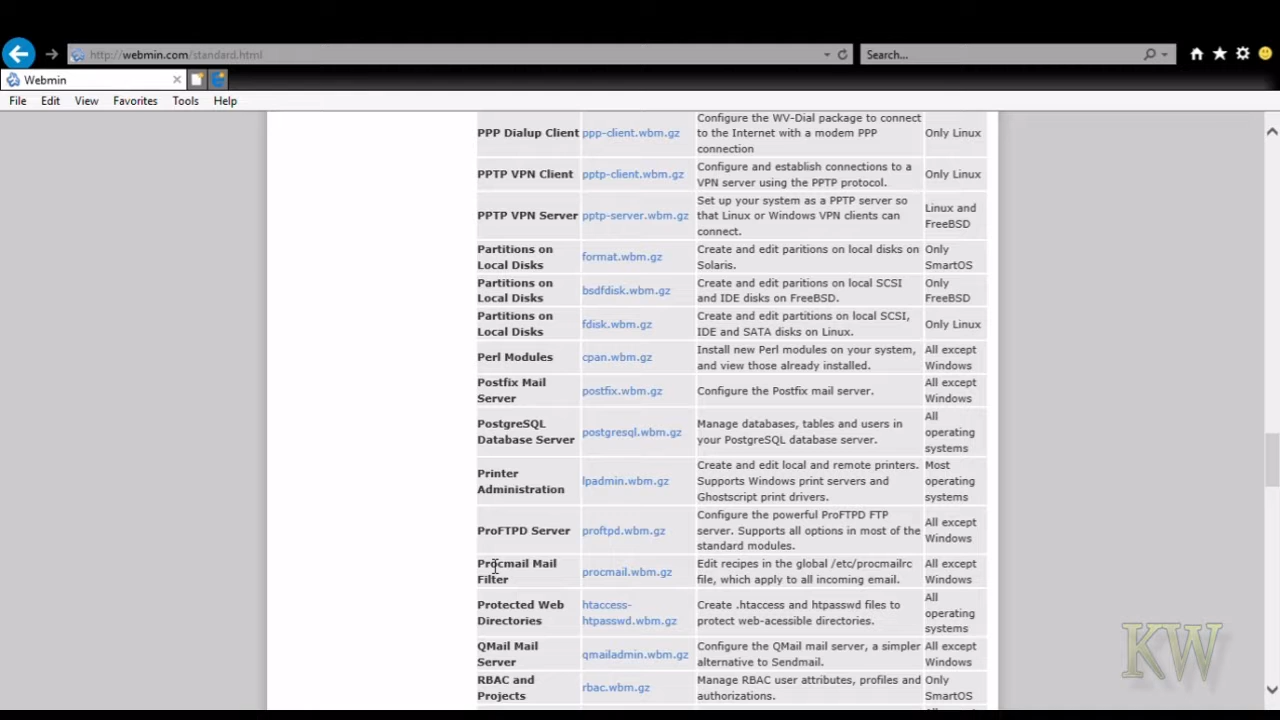 http://webmin.com/standard.html
Search...
Webmin
File Edit View Favorites Tools Help
Configure the WV-Dial package to connect
PPP Dialup Client ppp-client.wbm.gz to the Internet with a modem PPP Only Linux
connection
PPTP VPN Client pptp-client.wbm.gz Configure and establish connections to a Only Linux
VPN server using the PPTP protocol.
Set up your system as a PPTP server so
PPTP VPN Server pptp-server.wbm.gz that Linux or Windows VPN clients can Linux and
connect. FreeBSD
Partitions on format.wbm.gz Create and edit paritions on local disks on Only
Local Disks Solaris. SmartOS
Partitions on bsdfdisk.wbm.gz Create and edit partitions on local SCSI Only
Local Disks and IDE disks on FreeBSD. FreeBSD
Partitions on fdisk.wbm.gz Create and edit partitions on local SCSI, Only Linux
Local Disks IDE and SATA disks on Linux.
Perl Modules cpan.wbm.gz Install new Perl modules on your system, All except
and view those already installed. Windows
Postfix Mail postfix.wbm.gz Configure the Postfix mail server. All except
Server Windows
PostgreSQL postgresql.wbm.gz Manage databases, tables and users in All
Database Server your PostgreSQL database server. operating
systems
Printer lpadmin.wbm.gz Create and edit local and remote printers. Most
Administration Supports Windows print servers and operating
Ghostscript print drivers. systems
Configure the powerful ProFTPD FTP
ProFTPD Server proftpd.wbm.gz server. Supports all options in most of the All except
standard modules. Windows
Procmail Mail procmail.wbm.gz Edit recipes in the global /etc/procmailrc All except
Filter file, which apply to all incoming email. Windows
Protected Web htaccess- Create .htaccess and htpasswd files to All
Directories htpasswd.wbm.gz protect web-acessible directories. operating
systems
QMail Mail qmailadmin.wbm.gz Configure the QMail mail server, a simpler All except
Server alternative to Sendmail. Windows
RBAC and rbac.wbm.gz Manage RBAC user attributes, profiles and Only
Projects authorizations. SmartOS
KW